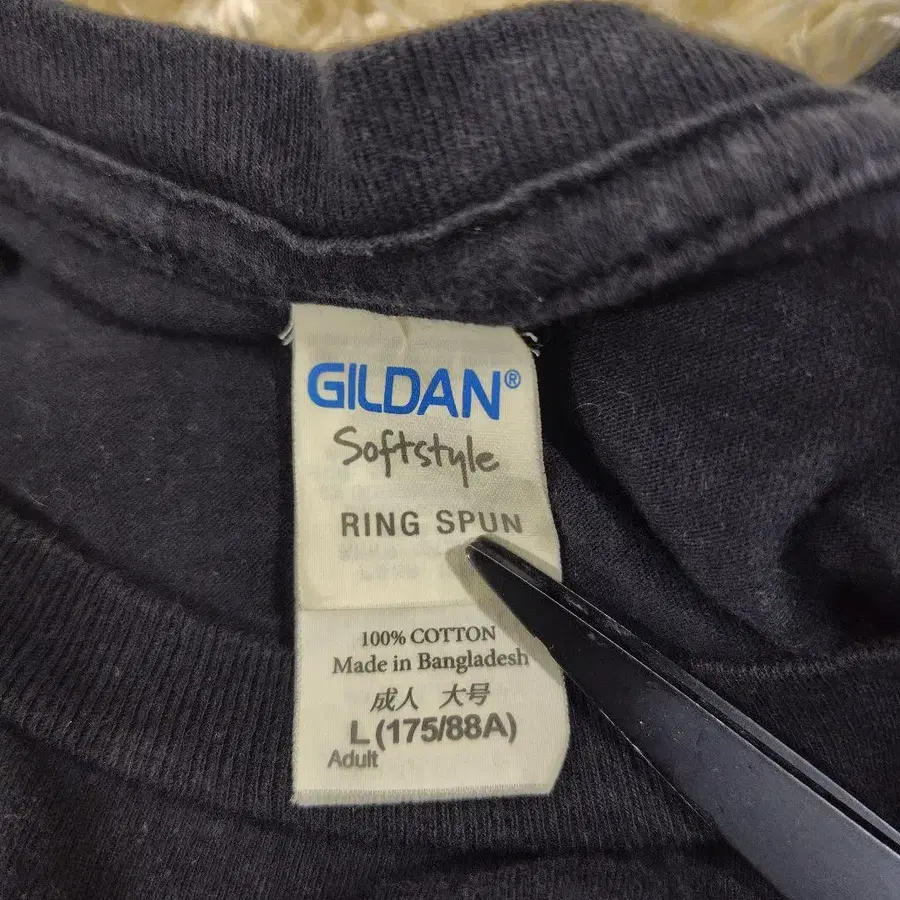 GILDAN®
Softstyle
RING SPUN
100% COTTON
Made in Bangladesh
成人 大号
L (175/88A)
Adult